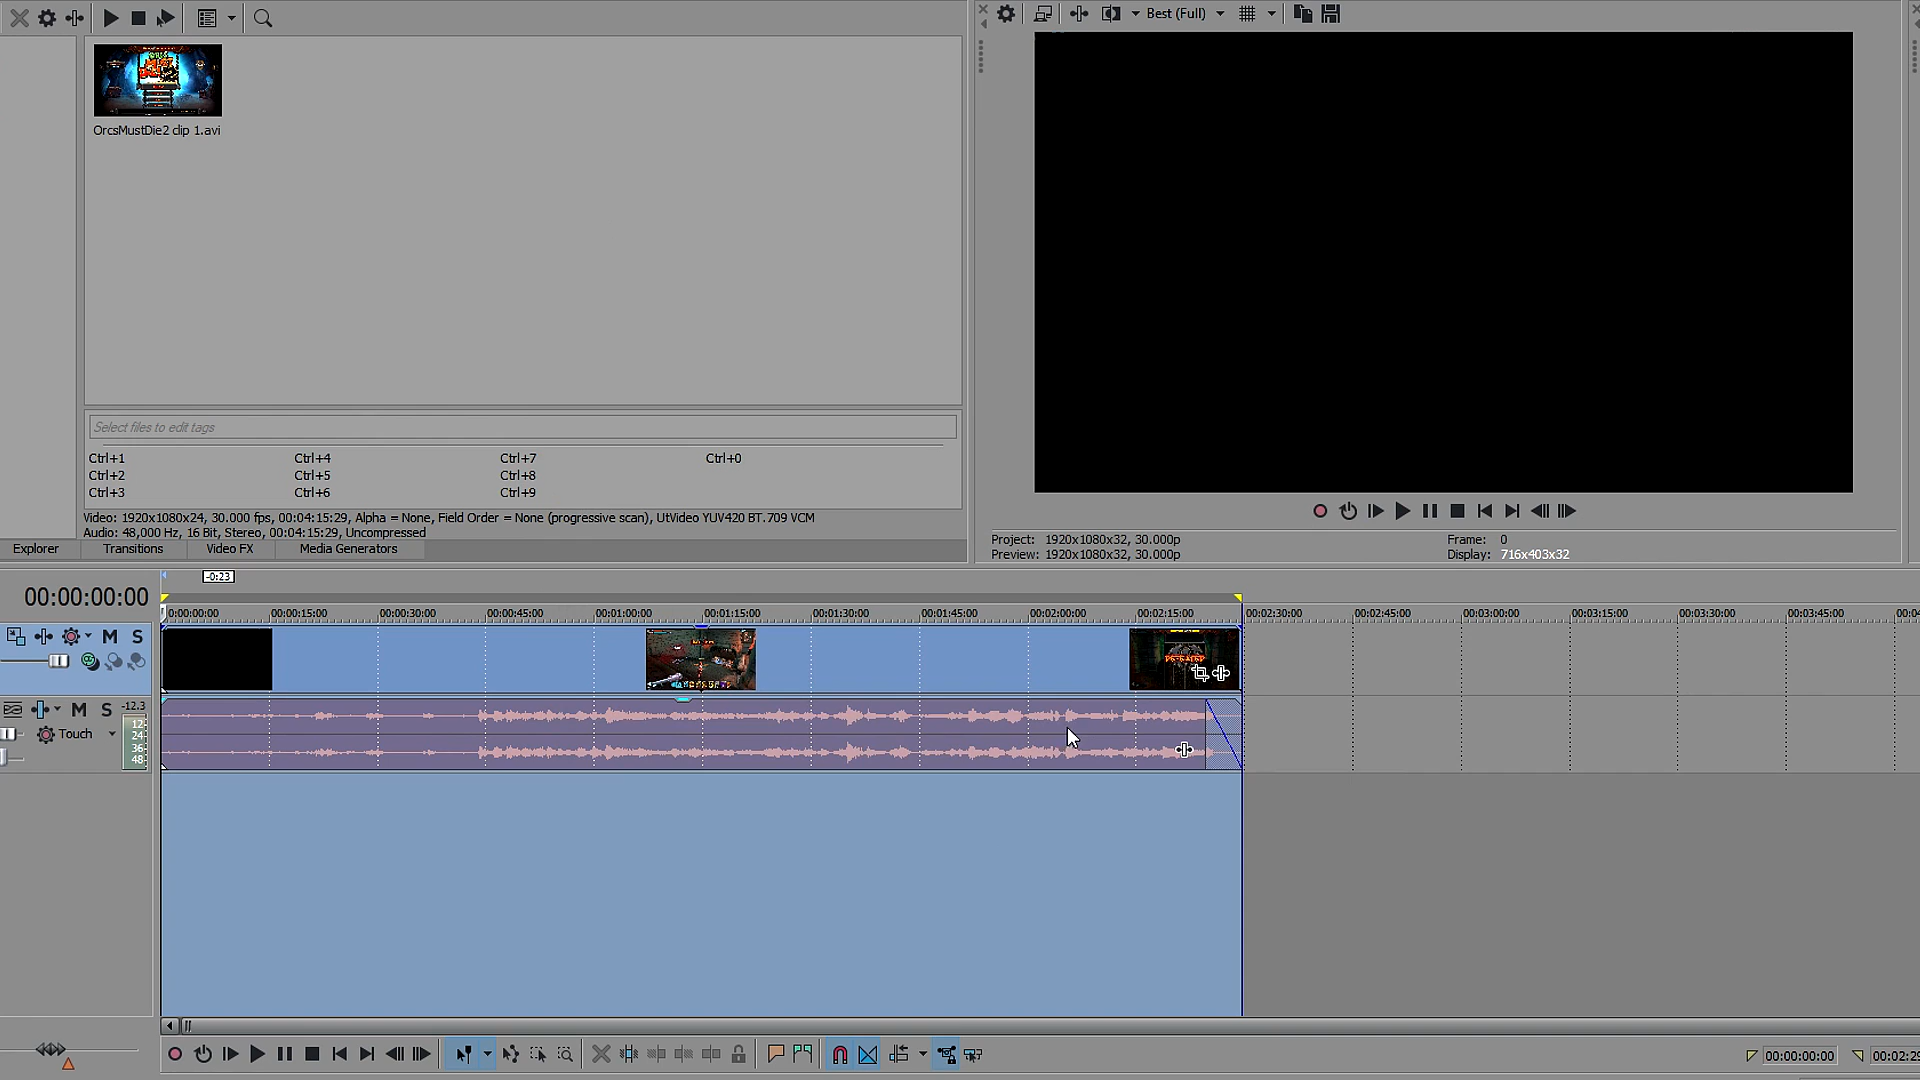 Best (Full)
OrcsMustDie2 clip 1.avi
Select files to edit tags
Ctrl+1 Ctrl+4 Ctrl+7 Ctrl+0
Ctrl+2 Ctrl+5 Ctrl+8
Ctrl+3 Ctrl+6 Ctrl+9
Video: 1920x1080x24, 30.000 fps, 00:04:15:29, Alpha = None, Field Order = None (progressive scan), UtVideo YUV420 BT.709 VCM
Audio: 48,000 Hz, 16 Bit, Stereo, 00:04:15:29, Uncompressed
Explorer Transitions Video FX Media Generators
Project: 1920x1080x32, 30.000p Frame: 0
Preview: 1920x1080x32, 30.000p Display: 716x403x32
-0:23
00:00:00:00
0:00:00:00 00:00:15:00 00:00:30:00 00:00:45:00 00:01:00:00 00:01:15:00 00:01:30:00 00:01:45:00 00:02:00:00 00:02:15:00 00:02:30:00 00:02:45:00 00:03:00:00 00:03:15:00 00:03:30:00 00:03:45:00 00:04
M S
M S -12.3
12
24
Touch
36
48
00:00:00:00 00:02:29